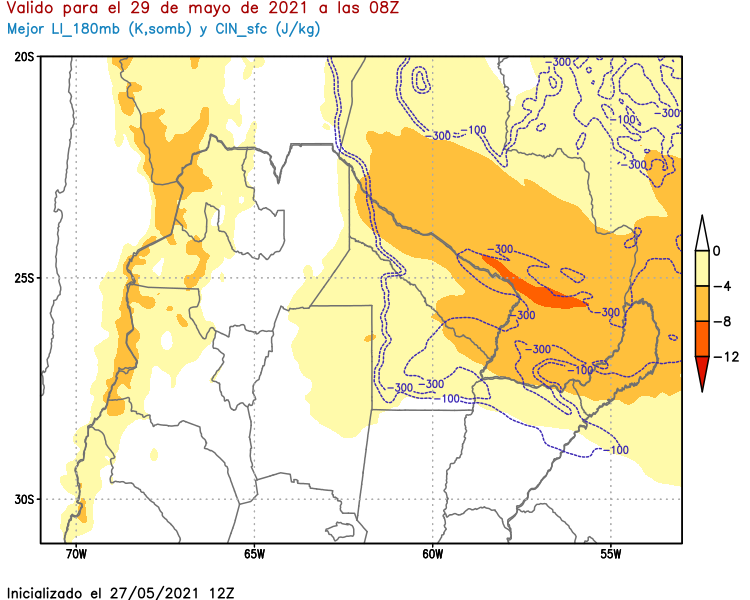 Valido para el 29 de mayo de 2021 a las 08Z
Mejor LI_180mb (K,somb) y CIN_sfc (J/kg)
20S
-300
-100
-300
-300
-100
-300
0
-300
25S
-4
-300
-300
-8
-300
-12
-100
-300
-300
-100
-100
30S
70W 65W 60W 55W
Inicializado el 27/05/2021 12Z